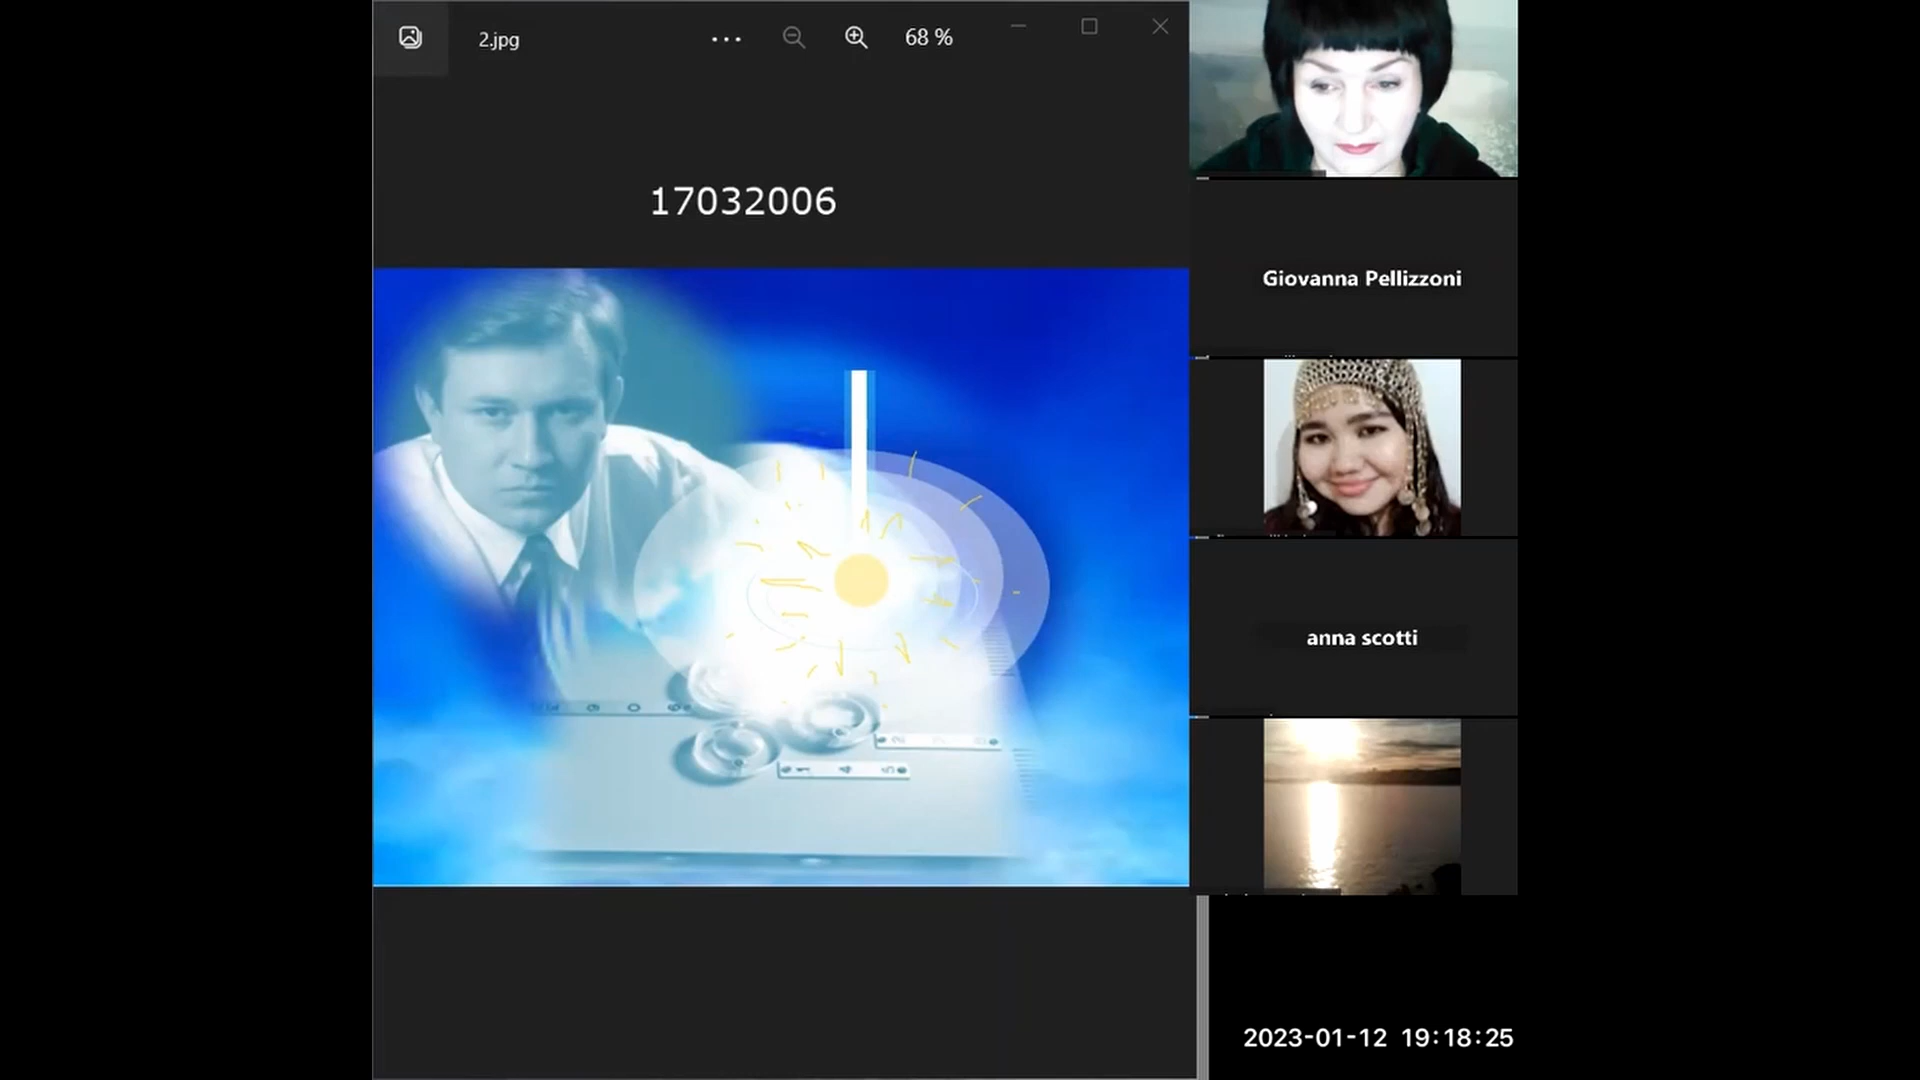 2.jpg
68 %
17032006
Giovanna Pellizzoni
anna scotti
2023-01-12 19:18:25